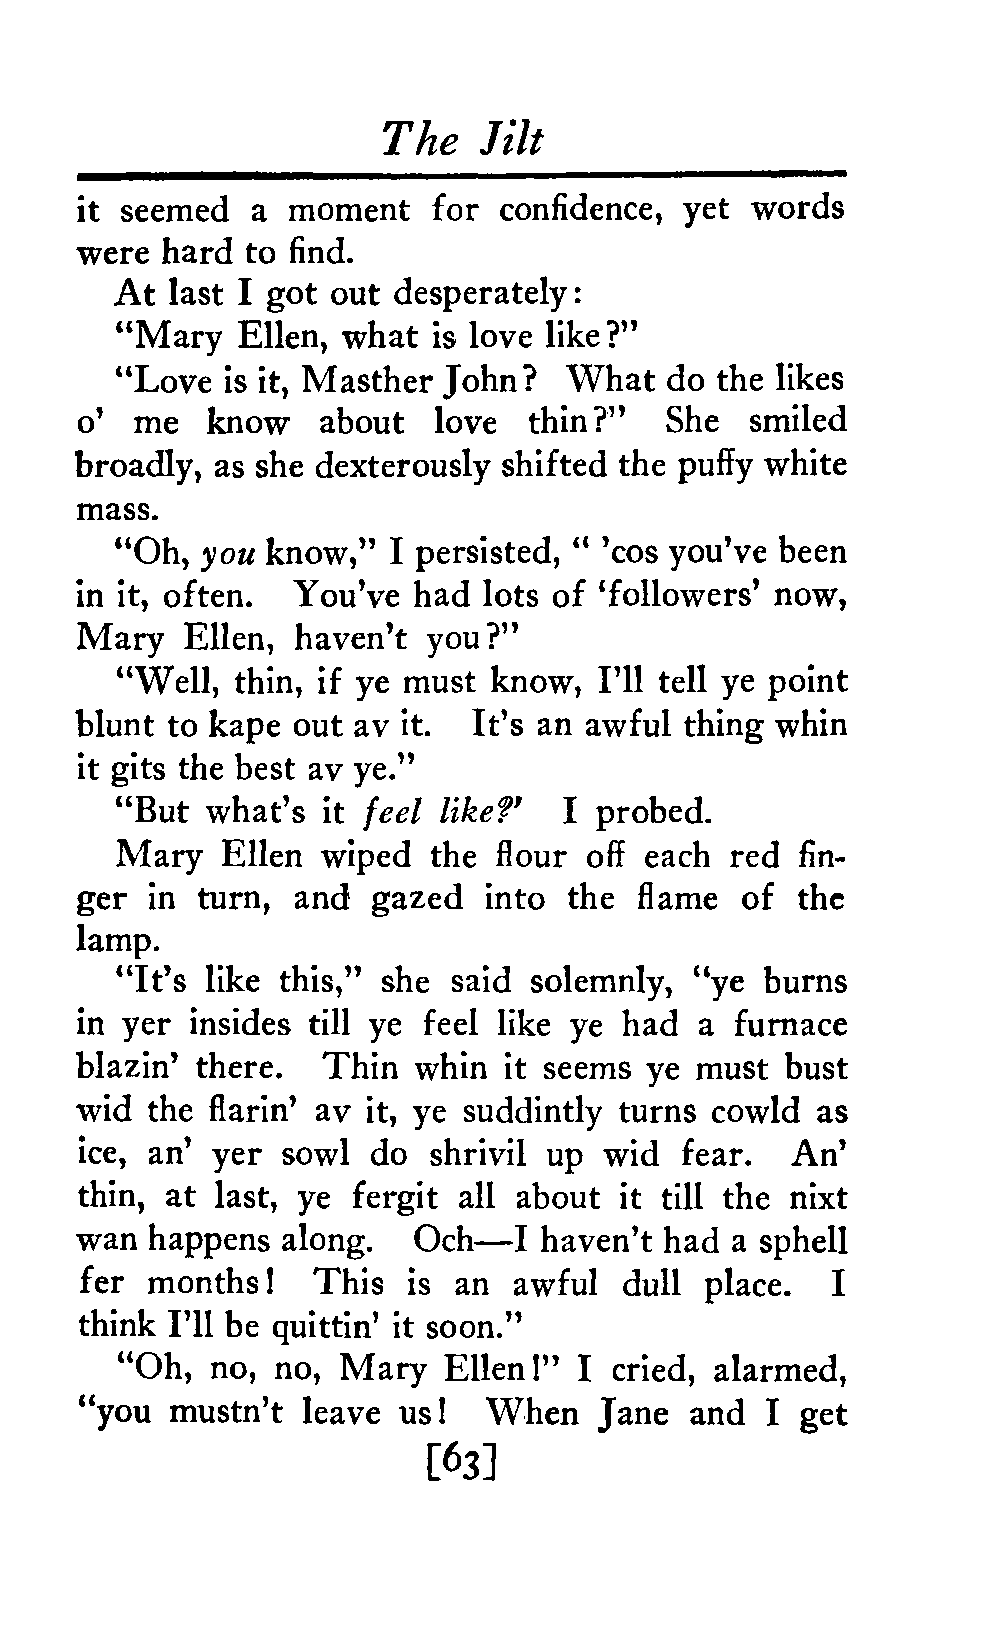 The Jilt
it seemed a moment for confidence, yet words
were hard to find.
At last I got out desperately:
“Mary Ellen, what is love like?”
“Love is it, Masther John? What do the likes
o’ me know about love thin?” She smiled
broadly, as she dexterously shifted the puffy white
mass.
“Oh, you know,” I persisted, “ ’cos you’ve been
in it, often. You’ve had lots of ‘followers’ now,
Mary Ellen, haven’t you?”
“Well, thin, if ye must know, I’ll tell ye point
blunt to kape out av it. It’s an awful thing whin
it gits the best av ye.”
“But what’s it feel like?’ I probed.
Mary Ellen wiped the flour off each red fin-
ger in turn, and gazed into the flame of the
lamp.
“It’s like this,” she said solemnly, “ye burns
in yer insides till ye feel like ye had a furnace
blazin’ there. Thin whin it seems ye must bust
wid the flarin’ av it, ye suddintly turns cowld as
ice, an’ yer sowl do shrivil up wid fear. An’
thin, at last, ye fergit all about it till the nixt
wan happens along. Och—I haven’t had a sphell
fer months! This is an awful dull place. I
think I’ll be quittin’ it soon.”
“Oh, no, no, Mary Ellen!” I cried, alarmed,
“you mustn’t leave us! When Jane and I get
[63]